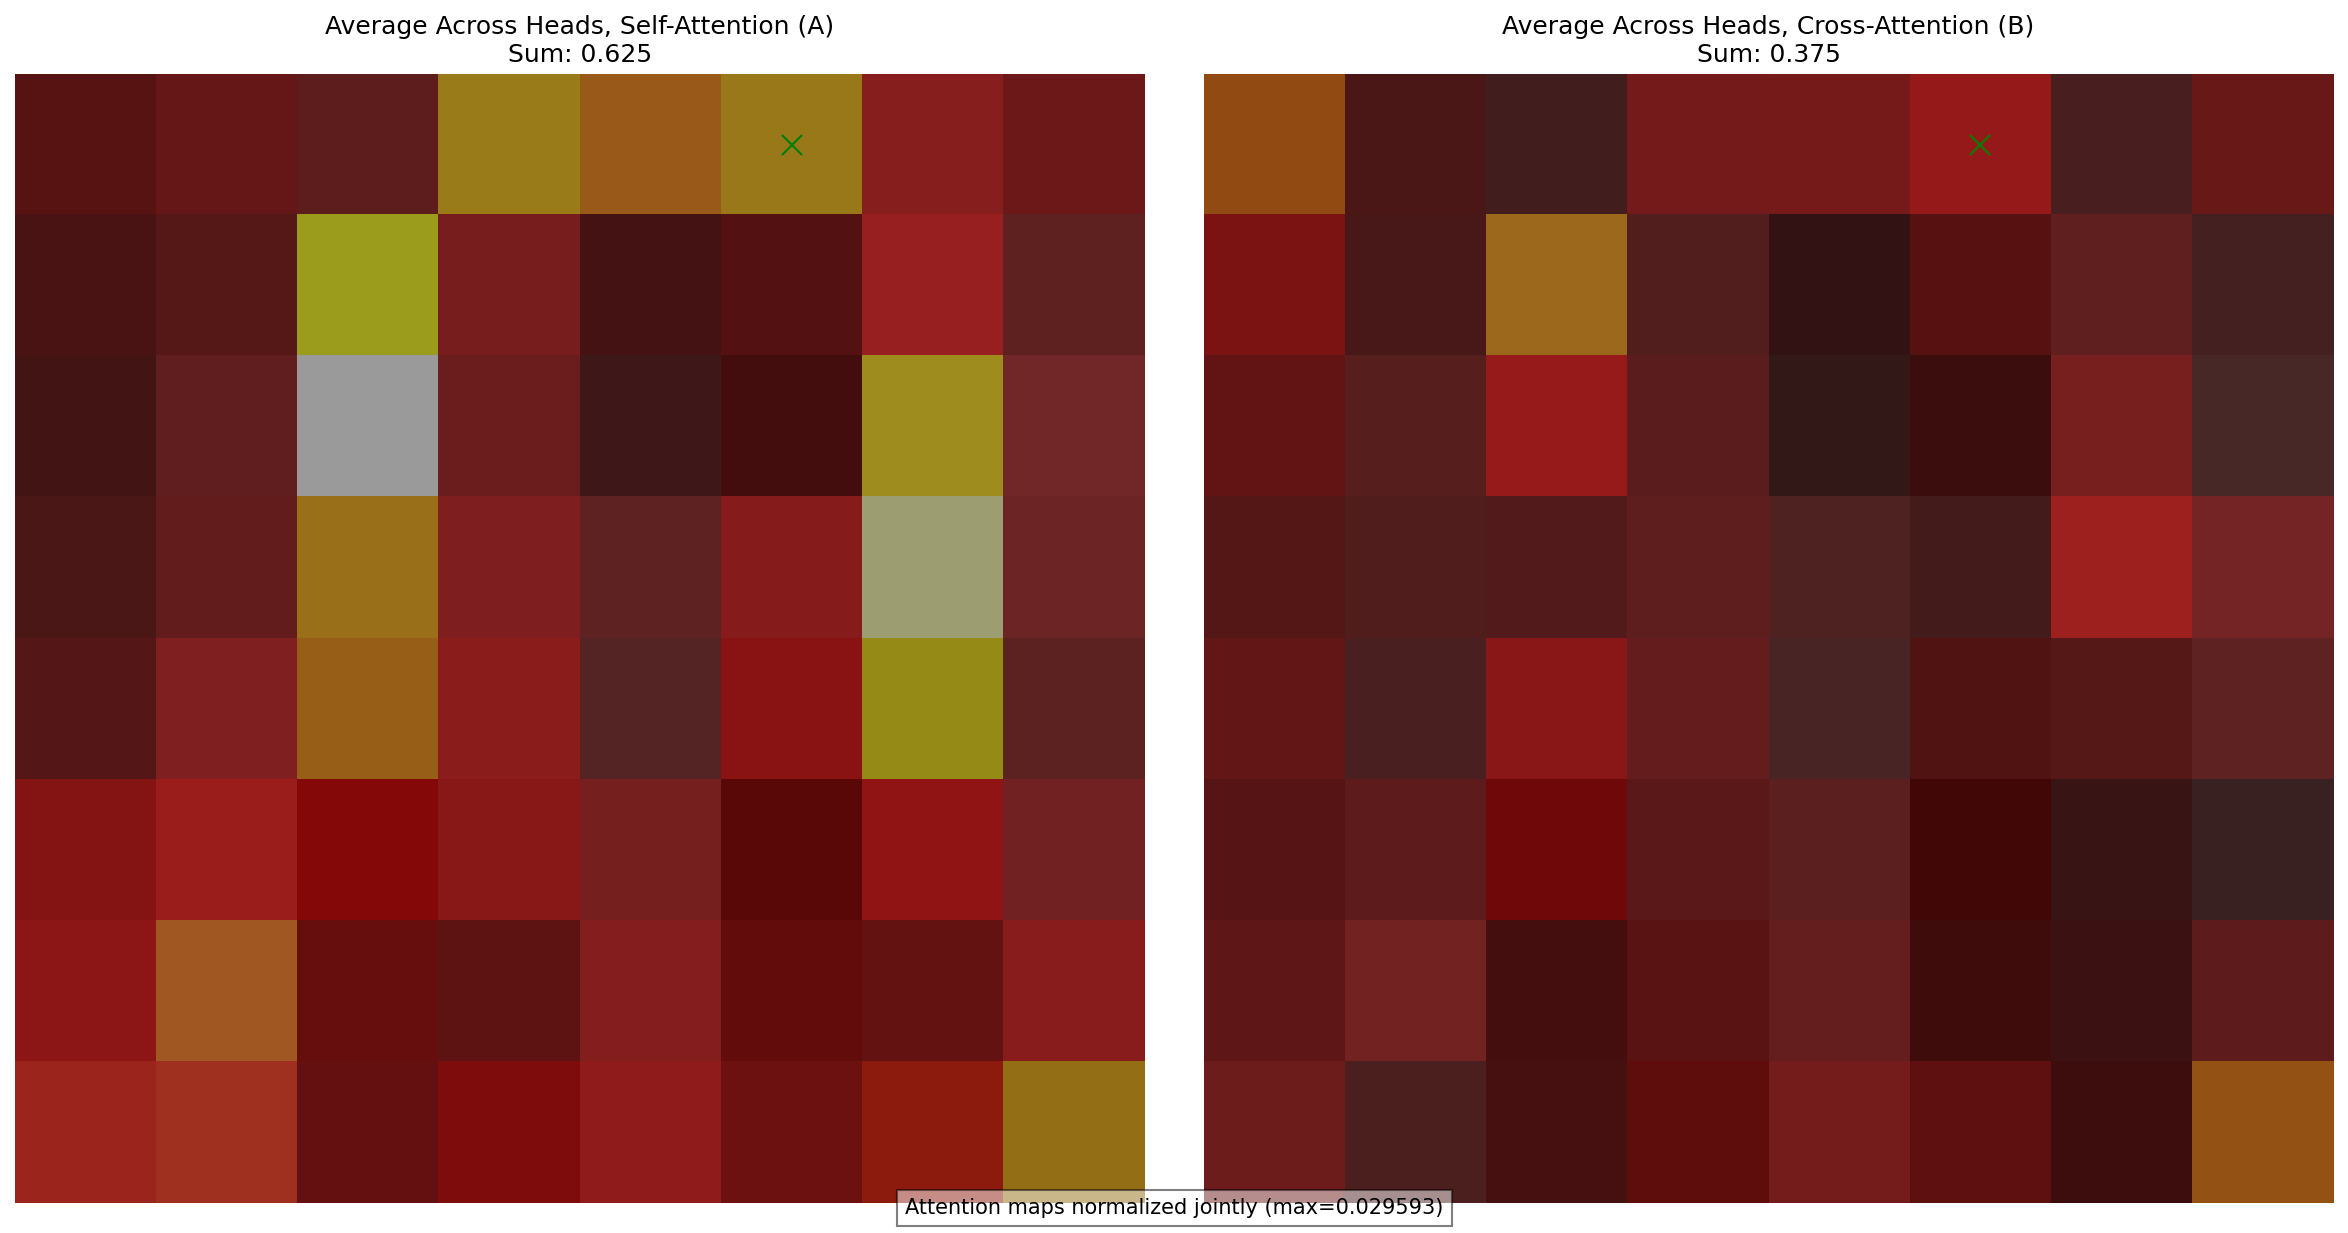 Average Across Heads, Self-Attention (A)
Sum: 0.625
Average Across Heads, Cross-Attention (B)
Sum: 0.375
Attention maps normalized jointly (max=0.029593)